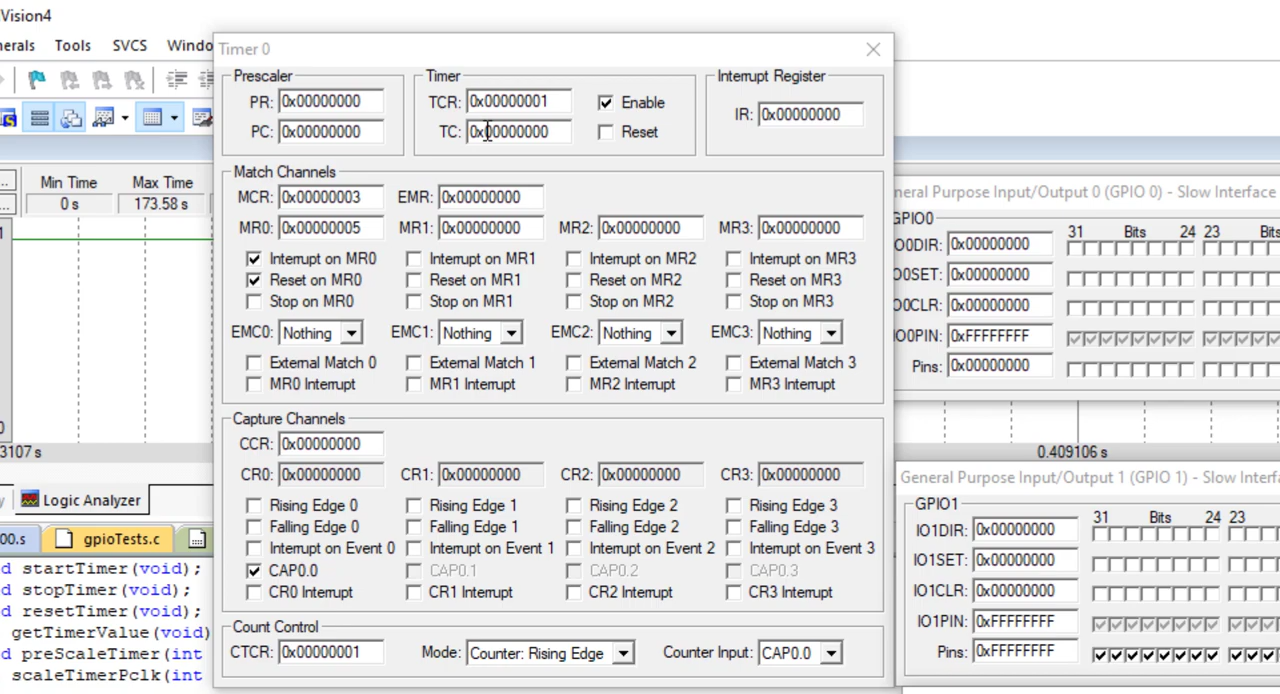 Vision4
nerals Tools SVCS Windo
Min Time Max Time
0 s 173.58 s
1
0
3107 s
Logic Analyzer
00.s gpioTests.c
d startTimer(void);
d stopTimer(void);
d resetTimer(void);
getTimerValue(void)
d preScaleTimer(int
scaleTimerPclk(int
Timer 0
Prescaler
PR: 0x00000000
PC: 0x00000000
Timer
TCR: 0x00000001 Enable
TC: 0x00000000 Reset
Interrupt Register
IR: 0x00000000
Match Channels
MCR: 0x00000003 EMR: 0x00000000
MR0: 0x00000005 MR1: 0x00000000 MR2: 0x00000000 MR3: 0x00000000
Interrupt on MR0 Interrupt on MR1 Interrupt on MR2 Interrupt on MR3
Reset on MR0 Reset on MR1 Reset on MR2 Reset on MR3
Stop on MR0 Stop on MR1 Stop on MR2 Stop on MR3
EMC0: Nothing EMC1: Nothing EMC2: Nothing EMC3: Nothing
External Match 0 External Match 1 External Match 2 External Match 3
MR0 Interrupt MR1 Interrupt MR2 Interrupt MR3 Interrupt
Capture Channels
CCR: 0x00000000
CR0: 0x00000000 CR1: 0x00000000 CR2: 0x00000000 CR3: 0x00000000
Rising Edge 0 Rising Edge 1 Rising Edge 2 Rising Edge 3
Falling Edge 0 Falling Edge 1 Falling Edge 2 Falling Edge 3
Interrupt on Event 0 Interrupt on Event 1 Interrupt on Event 2 Interrupt on Event 3
CAP0.0 CAP0.1 CAP0.2 CAP0.3
CR0 Interrupt CR1 Interrupt CR2 Interrupt CR3 Interrupt
Count Control
CTCR: 0x00000001 Mode: Counter: Rising Edge Counter Input: CAP0.0
neral Purpose Input/Output 0 (GPIO 0) - Slow Interface
GPIO0
31 Bits 24 23 Bits
IO0DIR: 0x00000000
IO0SET: 0x00000000
IO0CLR: 0x00000000
IO0PIN: 0xFFFFFFFF
Pins: 0x00000000
0.409106 s
General Purpose Input/Output 1 (GPIO 1) - Slow Interfa
GPIO1
31 Bits 24 23
IO1DIR: 0x00000000
IO1SET: 0x00000000
IO1CLR: 0x00000000
IO1PIN: 0xFFFFFFFF
Pins: 0xFFFFFFFF